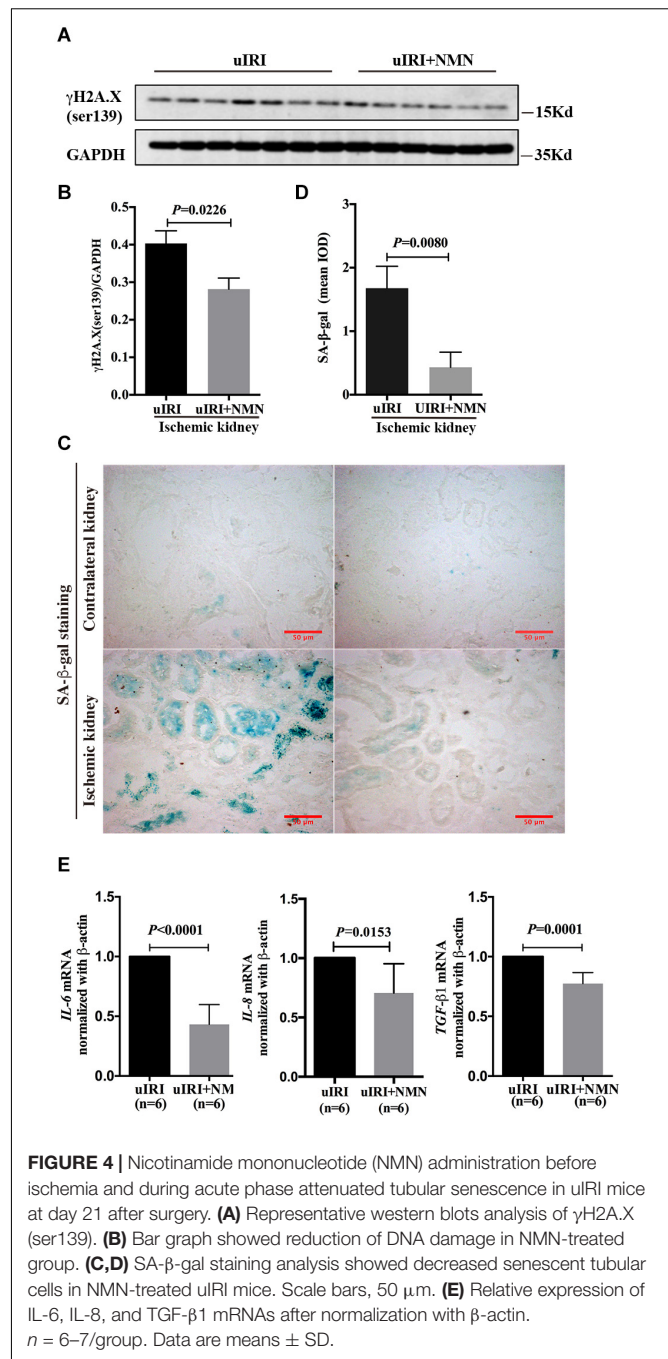 A
uIRI
uIRI+NMN
γH2A.X
(ser139)
—15Kd
GAPDH
—35Kd
B
P=0.0226
γH2A.X(ser139)/GAPDH
0.5
0.4
0.3
0.2
0.1
0.0
uIRI uIRI+NMN
Ischemic kidney
D
P=0.0080
SA-β-gal (mean IOD)
3
2
1
0
uIRI UIRI+NMN
Ischemic kidney
C
SA-β-gal staining
Contralateral kidney
50 μm
50 μm
Ischemic kidney
50 μm
50 μm
E
P<0.0001
IL-6 mRNA
normalized with β-actin
1.5
1.0
0.5
0.0
uIRI uIRI+NM
(n=6) (n=6)
P=0.0153
IL-8 mRNA
normalized with β-actin
1.5
1.0
0.5
0.0
uIRI uIRI+NMN
(n=6) (n=6)
P=0.0001
TGF-β1 mRNA
normalized with β-actin
1.5
1.0
0.5
0.0
uIRI uIRI+NMN
(n=6) (n=6)
FIGURE 4 | Nicotinamide mononucleotide (NMN) administration before
ischemia and during acute phase attenuated tubular senescence in uIRI mice
at day 21 after surgery. (A) Representative western blots analysis of γH2A.X
(ser139). (B) Bar graph showed reduction of DNA damage in NMN-treated
group. (C,D) SA-β-gal staining analysis showed decreased senescent tubular
cells in NMN-treated uIRI mice. Scale bars, 50 μm. (E) Relative expression of
IL-6, IL-8, and TGF-β1 mRNAs after normalization with β-actin.
n = 6–7/group. Data are means ± SD.